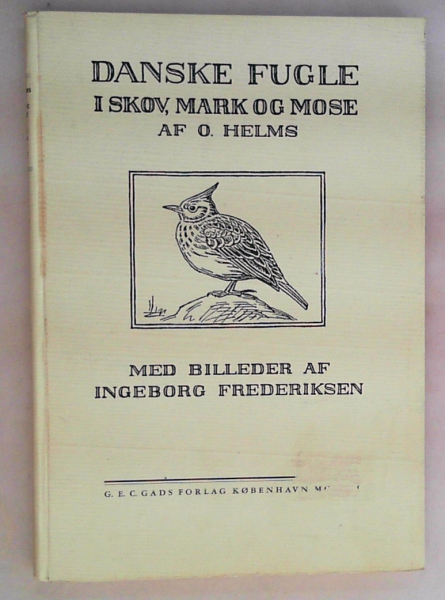 DANSKE FUGLE
I SKOV, MARK OG MOSE
AF O. HELMS
MED BILLEDER AF
INGEBORG FREDERIKSEN
G. E. C. GADS FORLAG KØBENHAVN